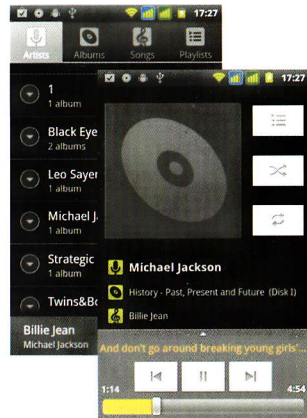 17:27
Artists
Albums
Songs
Playlists
1
1 album
Black Eye
2 albums
Leo Sayer
1 album
Michael J
1 album
Strategic
1 album
Twins&Bo
Billie Jean
Michael Jackson
17:27
Michael Jackson
History - Past, Present and Future (Disk I)
Billie Jean
And don't go around breaking young girls'...
1:14
4:54